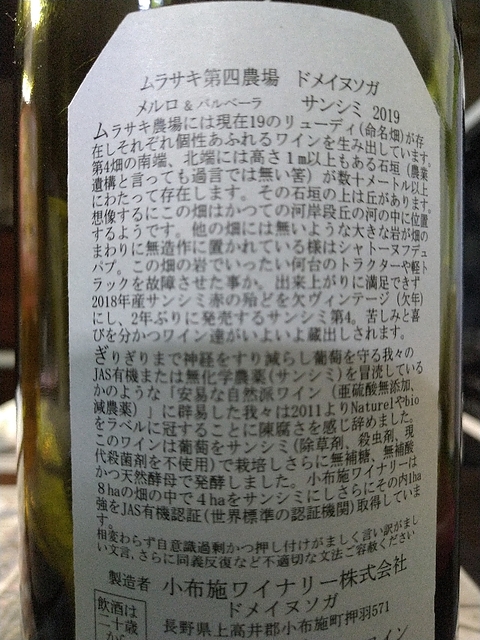 ムラサキ第四農場　ドメイヌソガ
メルロ & バルベーラ　サンシミ 2019
ムラサキ農場には現在19のリューディ(命名畑)が存
在しそれぞれ個性あふれるワインを生み出しています。
第4畑の南端、北端には高さ1m以上もある石垣（農業
遺構と言っても過言では無い筈）が数十メートル以上
にわたって存在します。その石垣の上は丘があります。
想像するにこの畑はかつての河岸段丘の河の中に位置
するようです。他の畑には無いような大きな岩が畑の
まわりに無造作に置かれている様はシャトーヌフデュ
パプ。この畑の岩でいったい何台のトラクターや軽ト
ラックを故障させた事か。出来上がりに満足できず
2018年産サンシミ赤の殆どを欠ヴィンテージ（欠年）
にし、2年ぶりに発売するサンシミ第4。苦しみと喜
びを分かつワイン達がいよいよ蔵出しされます。
ぎりぎりまで神経をすり減らし葡萄を守る我々の
JAS有機または無化学農薬(サンシミ)を冒涜している
かのような「安易な自然派ワイン（亜硫酸無添加、
減農薬）」に辟易した我々は2011よりNaturelやbio
をラベルに冠することに陳腐さを感じ辞めました。
このワインは葡萄をサンシミ(除草剤、殺虫剤、現
代殺菌剤を不使用)で栽培しさらに無補糖、無補酸
かつ天然酵母で発酵しました。小布施ワイナリーは
8haの畑の中で4haをサンシミにしさらにその内1ha
強をJAS有機認証(世界標準の認証機関)取得していま
す。
相変わらず自意識過剰かつ押し付けがましく言い訳がまし
い文言、さらに同義反復など不適切な文法ご容赦ください
製造者　小布施ワイナリー株式会社
ドメイヌソガ
長野県上高井郡小布施町押羽571
飲酒は
二十歳
から